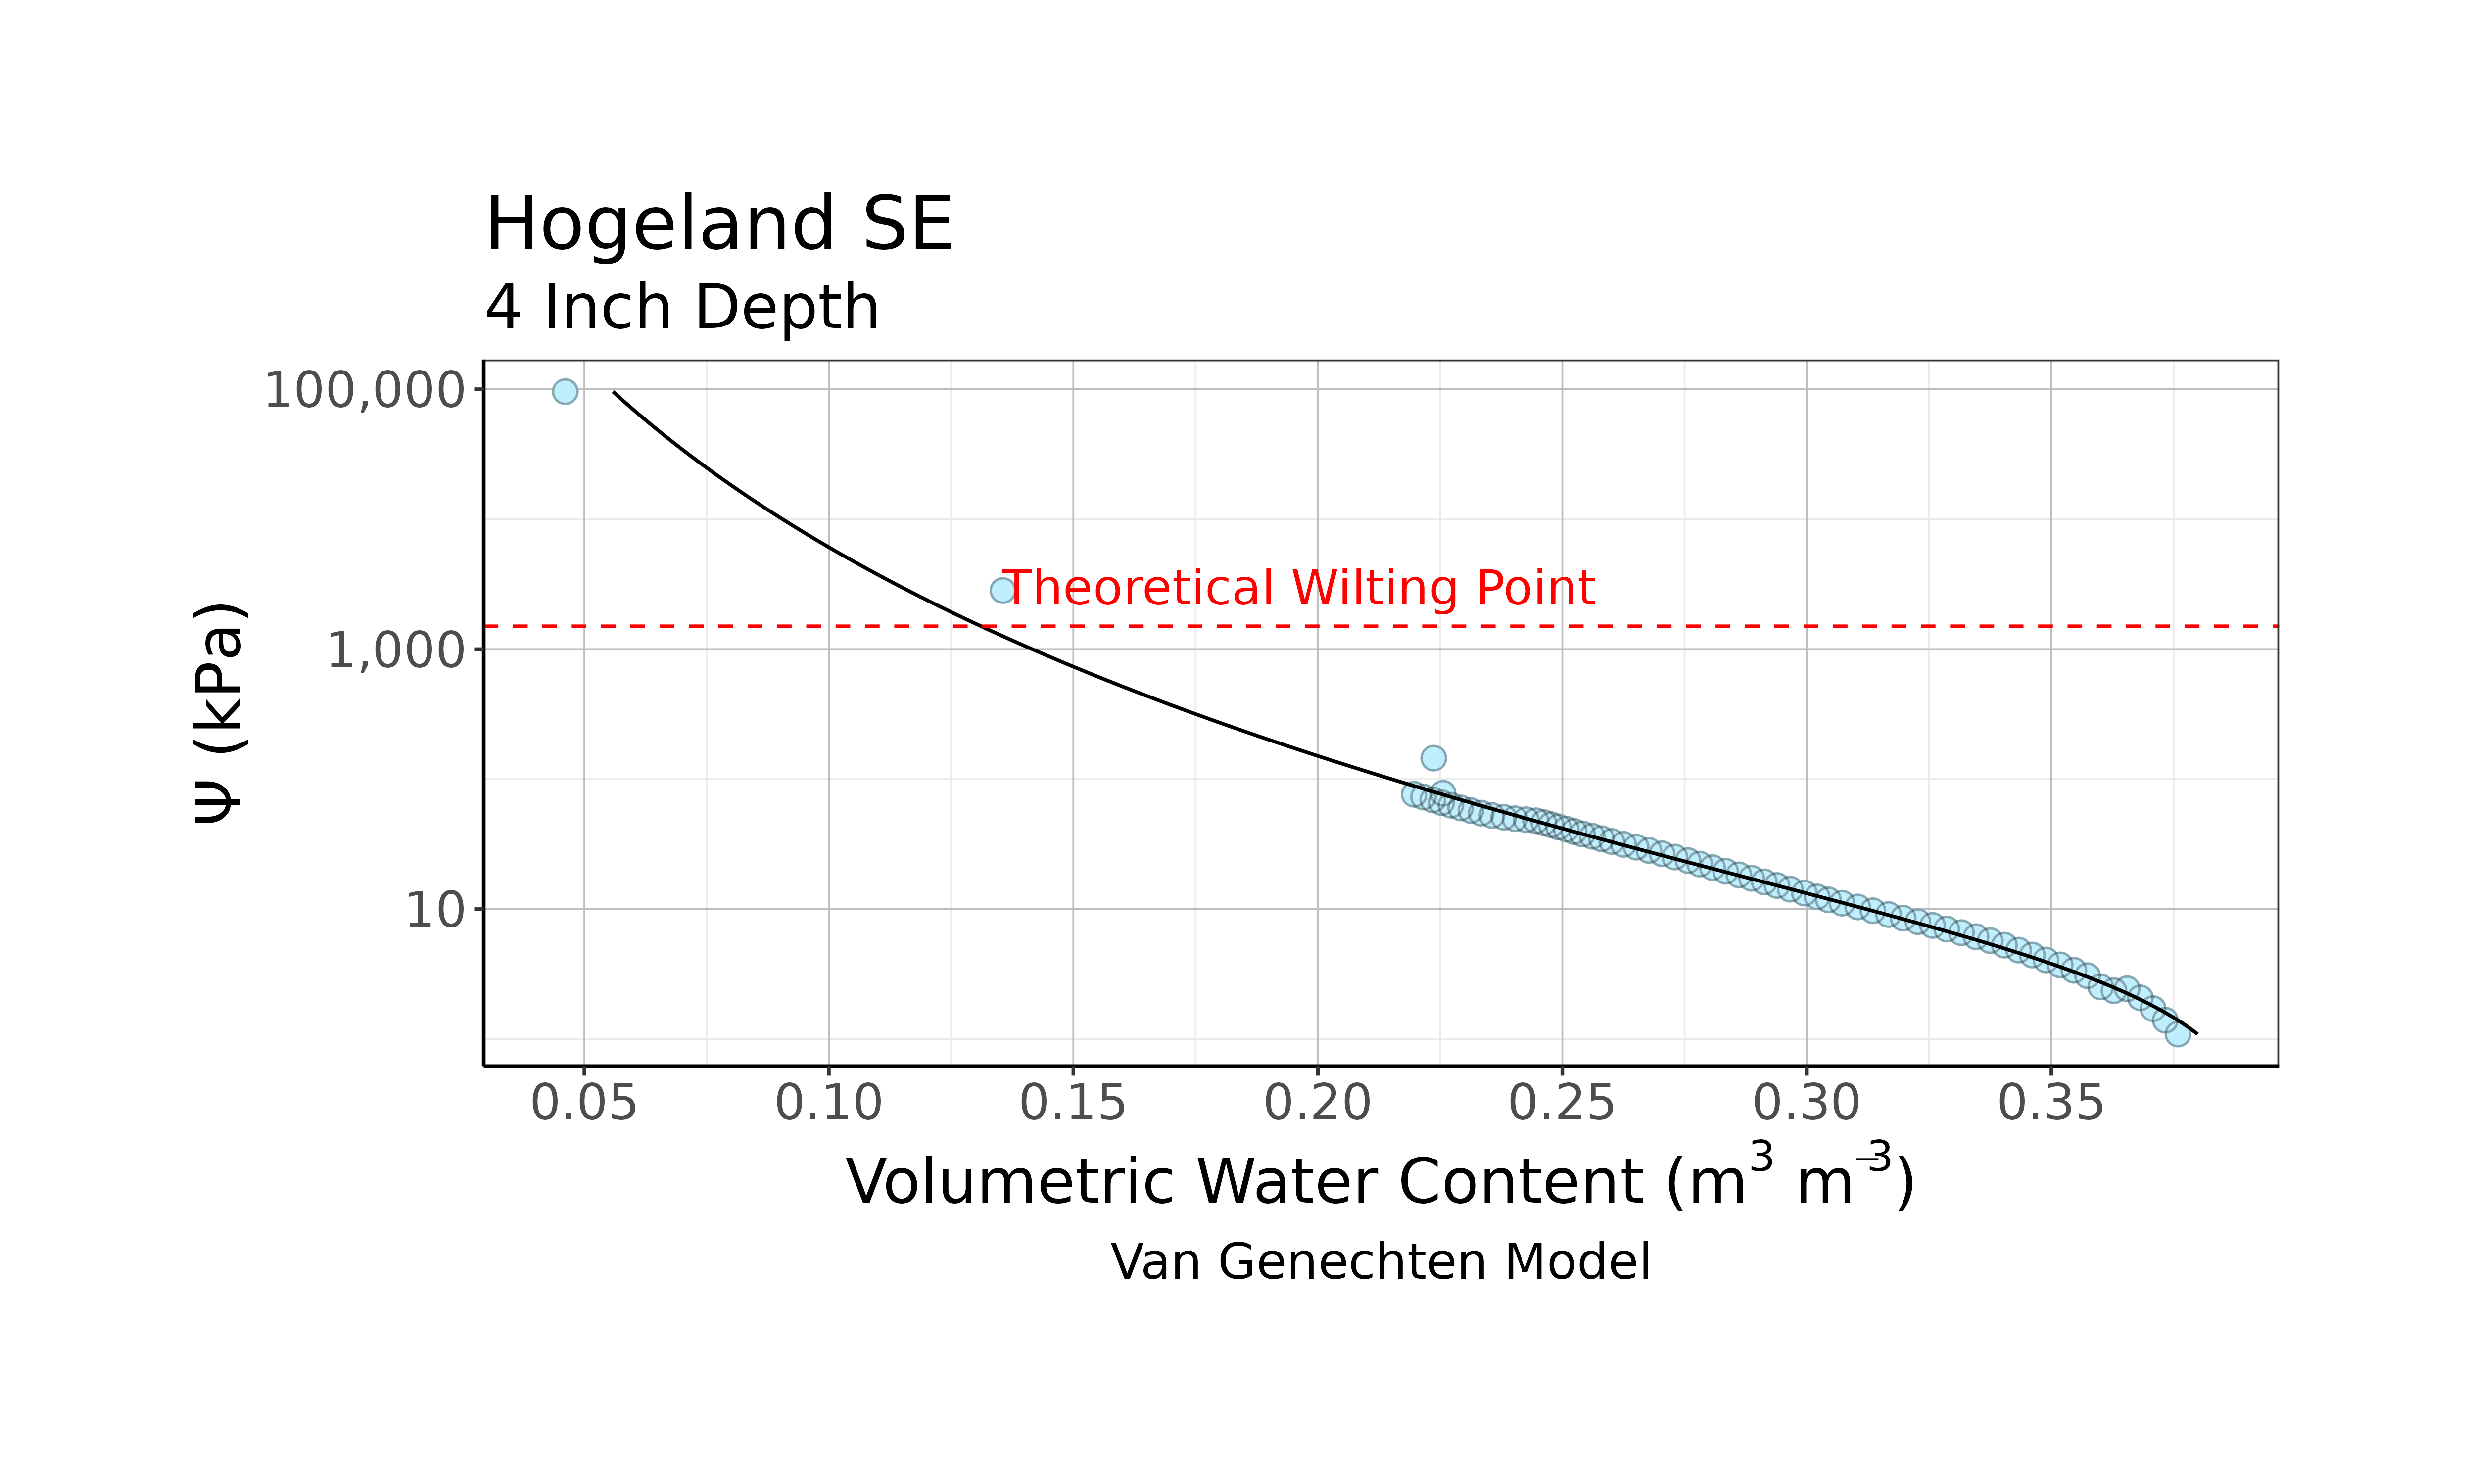 Hogeland SE
4 Inch Depth
100,000
1,000
10
Ψ (kPa)
Theoretical Wilting Point
0.05 0.10 0.15 0.20 0.25 0.30 0.35
Volumetric Water Content (m³ m⁻³)
Van Genechten Model